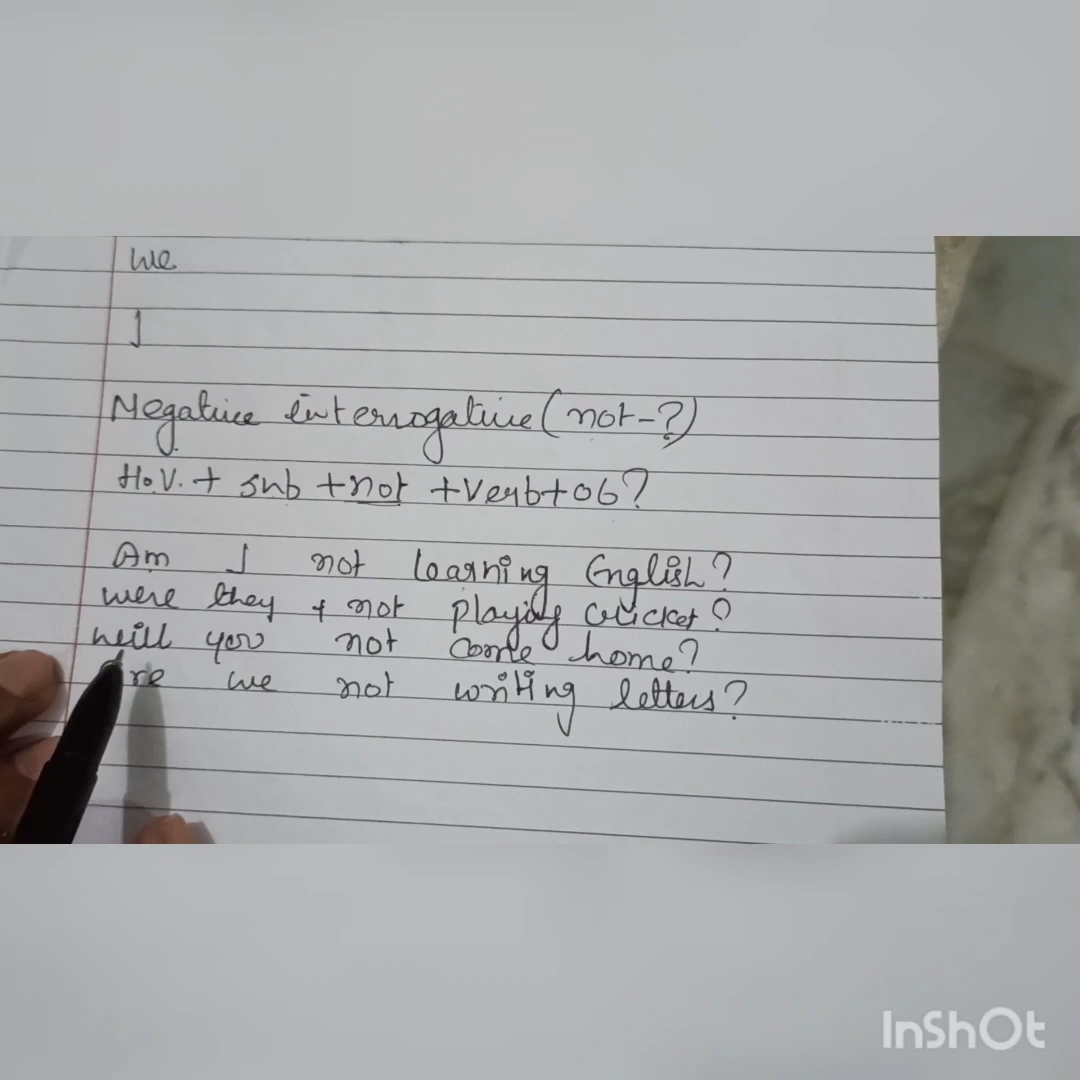 we
I
Negative interrogative (not-?)
H.V. + sub + not + Verb + ob?
Am I not learning English?
were they + not playing cricket?
will you not come home?
Are we not writing letters?
InShOt